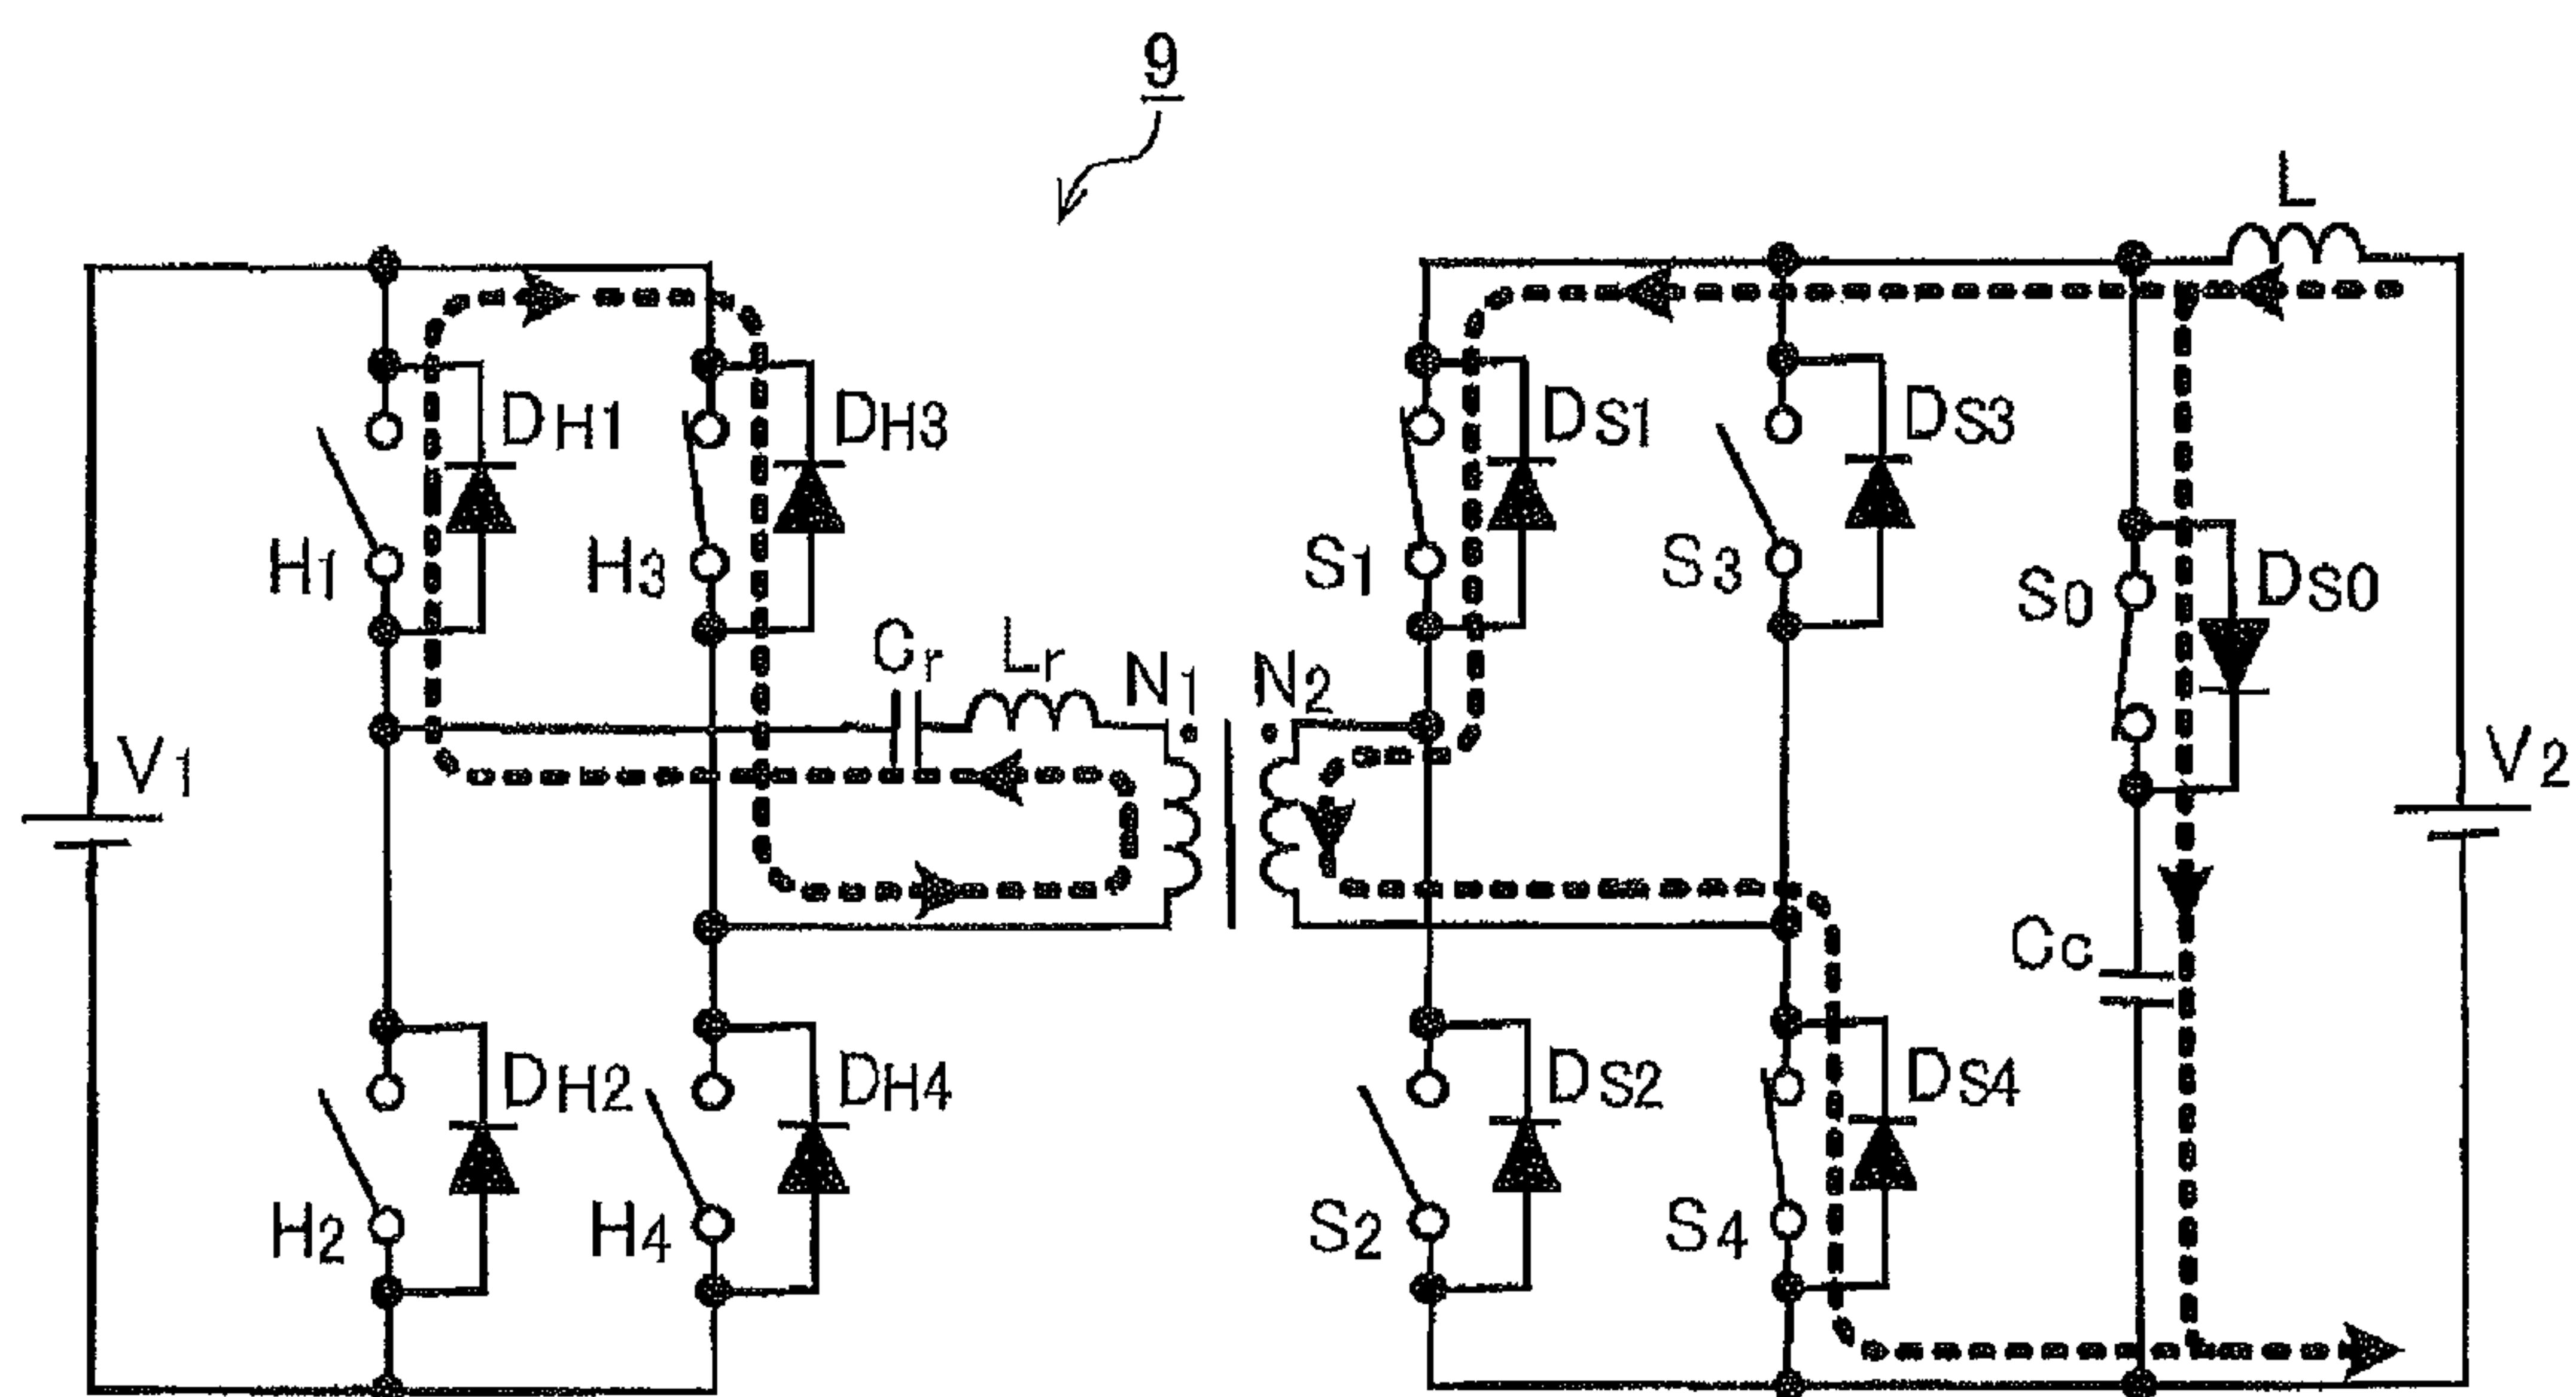 9
L
DH1
DH3
DS1
DS3
H1
H3
S1
S3
S0
DS0
Cr
Lr
N1
N2
V1
V2
Cc
DH2
DH4
DS2
DS4
H2
H4
S2
S4